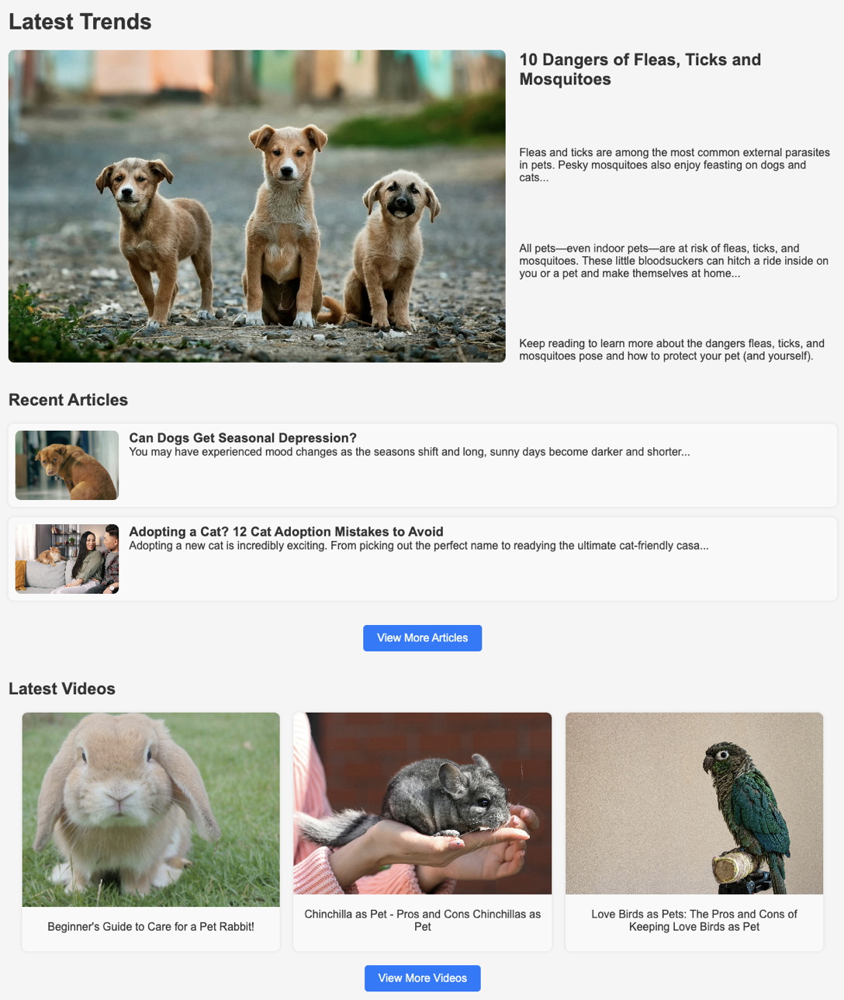 Latest Trends
10 Dangers of Fleas, Ticks and
Mosquitoes
Fleas and ticks are among the most common external parasites
in pets. Pesky mosquitoes also enjoy feasting on dogs and
cats...
All pets—even indoor pets—are at risk of fleas, ticks, and
mosquitoes. These little bloodsuckers can hitch a ride inside on
you or a pet and make themselves at home...
Keep reading to learn more about the dangers fleas, ticks, and
mosquitoes pose and how to protect your pet (and yourself).
Recent Articles
Can Dogs Get Seasonal Depression?
You may have experienced mood changes as the seasons shift and long, sunny days become darker and shorter...
Adopting a Cat? 12 Cat Adoption Mistakes to Avoid
Adopting a new cat is incredibly exciting. From picking out the perfect name to readying the ultimate cat-friendly casa...
View More Articles
Latest Videos
Beginner's Guide to Care for a Pet Rabbit!
Chinchilla as Pet - Pros and Cons Chinchillas as
Pet
Love Birds as Pets: The Pros and Cons of
Keeping Love Birds as Pet
View More Videos